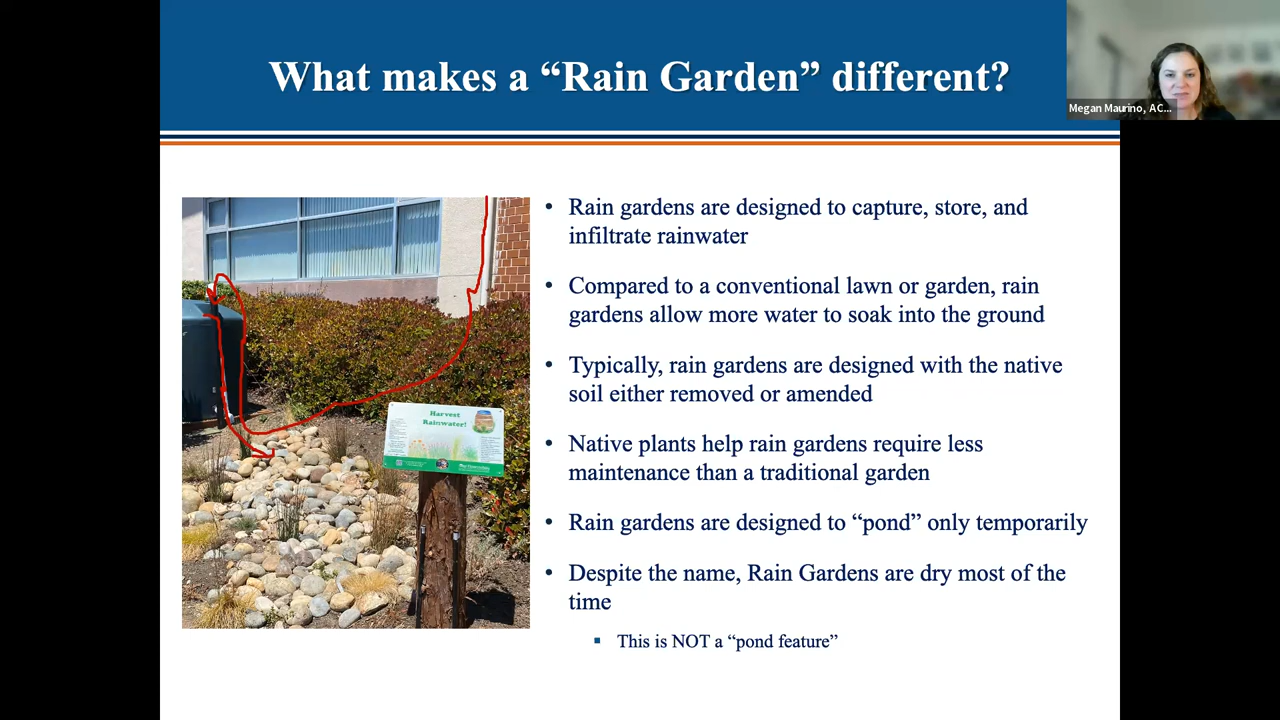 What makes a “Rain Garden” different?
Megan Maurino, AC...
• Rain gardens are designed to capture, store, and
infiltrate rainwater
• Compared to a conventional lawn or garden, rain
gardens allow more water to soak into the ground
• Typically, rain gardens are designed with the native
soil either removed or amended
• Native plants help rain gardens require less
maintenance than a traditional garden
• Rain gardens are designed to “pond” only temporarily
• Despite the name, Rain Gardens are dry most of the
time
▪ This is NOT a “pond feature”
Harvest
Rainwater!